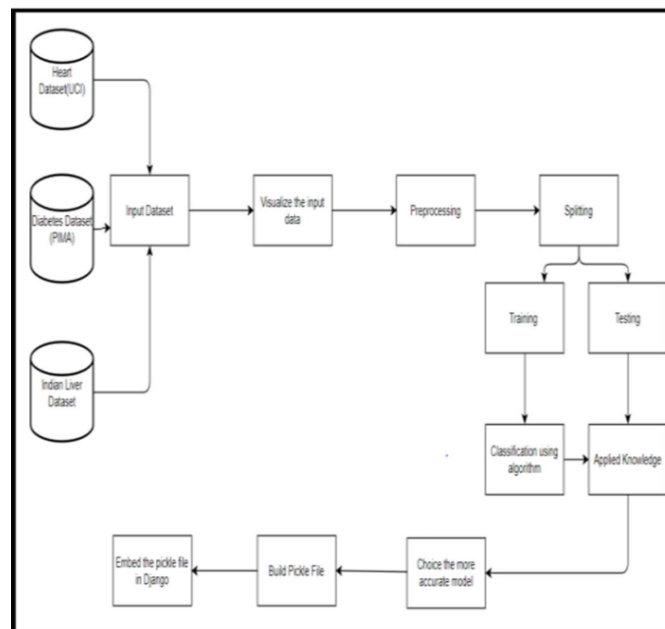 Heart
Dataset(UCI)
Diabetes Dataset
(PIMA)
Indian Liver
Dataset
Input Dataset
Visualize the input
data
Preprocessing
Splitting
Training
Testing
Classification using
algorithm
Applied Knowledge
Choice the more
accurate model
Build Pickle File
Embed the pickle file
in Django